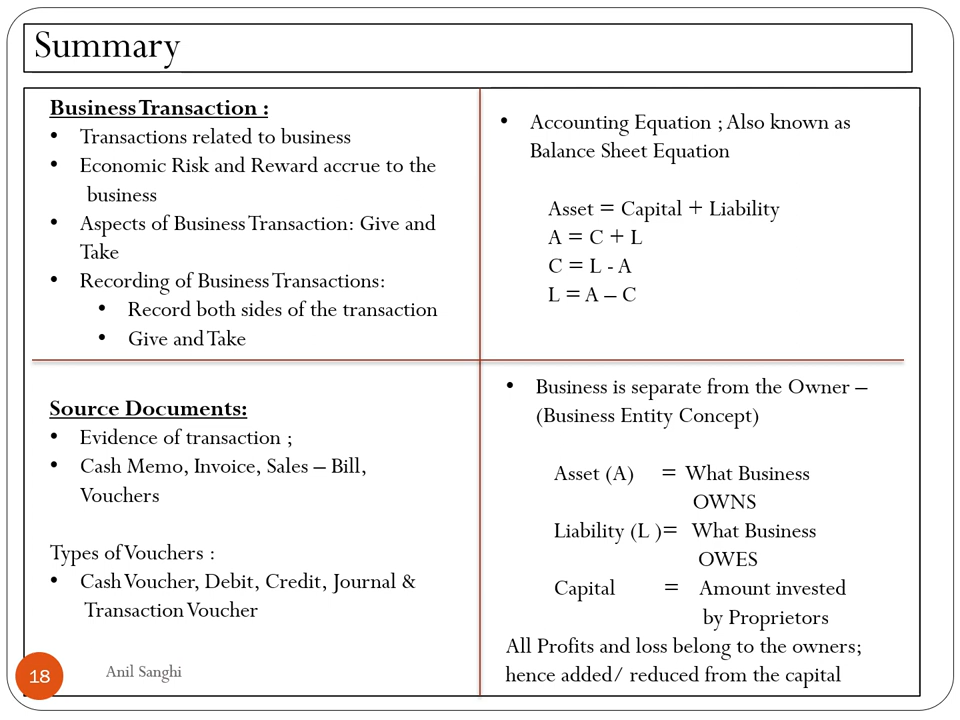 Summary
Business Transaction :
• Transactions related to business
• Economic Risk and Reward accrue to the
business
• Aspects of Business Transaction: Give and
Take
• Recording of Business Transactions:
• Record both sides of the transaction
• Give and Take
• Accounting Equation ; Also known as
Balance Sheet Equation
Asset = Capital + Liability
A = C + L
C = L - A
L = A – C
Source Documents:
• Evidence of transaction ;
• Cash Memo, Invoice, Sales – Bill,
Vouchers
Types of Vouchers :
• Cash Voucher, Debit, Credit, Journal &
Transaction Voucher
• Business is separate from the Owner –
(Business Entity Concept)
Asset (A) = What Business
OWNS
Liability (L )= What Business
OWES
Capital = Amount invested
by Proprietors
All Profits and loss belong to the owners;
hence added/ reduced from the capital
18
Anil Sanghi